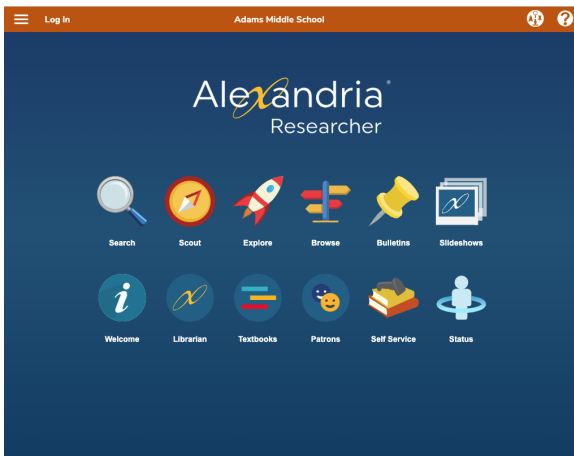 Log In
Adams Middle School
?
Alexandria
Researcher
Search
Scout
Explore
Browse
Bulletins
Slideshows
i
Welcome
Librarian
Textbooks
Patrons
Self Service
Status